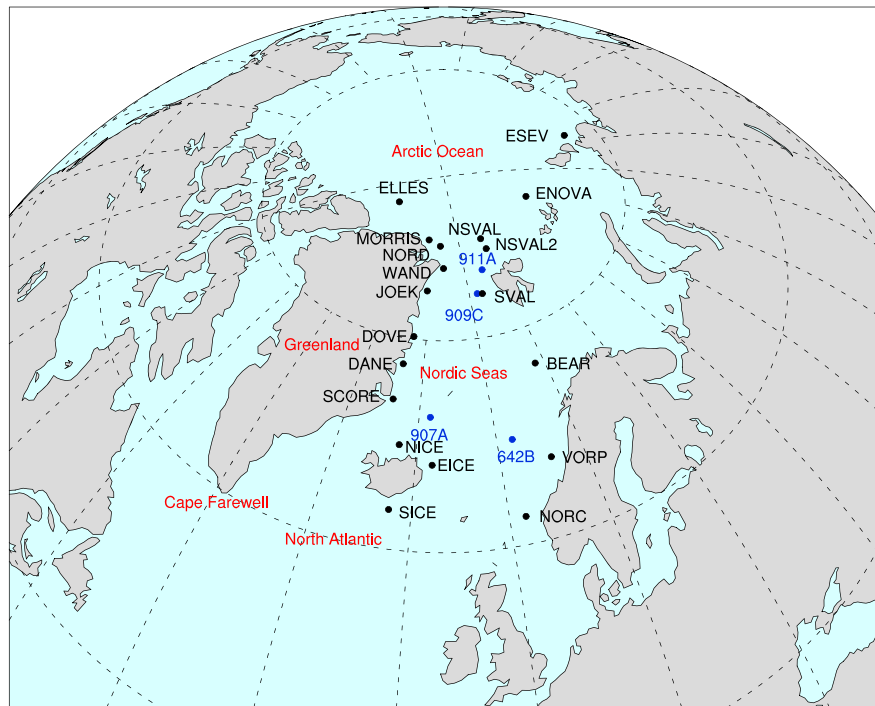 ESEV
Arctic Ocean
ELLES
ENOVA
NSVAL
MORRIS
NSVAL2
NORD
911A
WAND
JOEK
SVAL
909C
DOVE
Greenland
DANE
BEAR
Nordic Seas
SCORE
907A
NICE
642B
VORP
EICE
Cape Farewell
SICE
NORC
North Atlantic